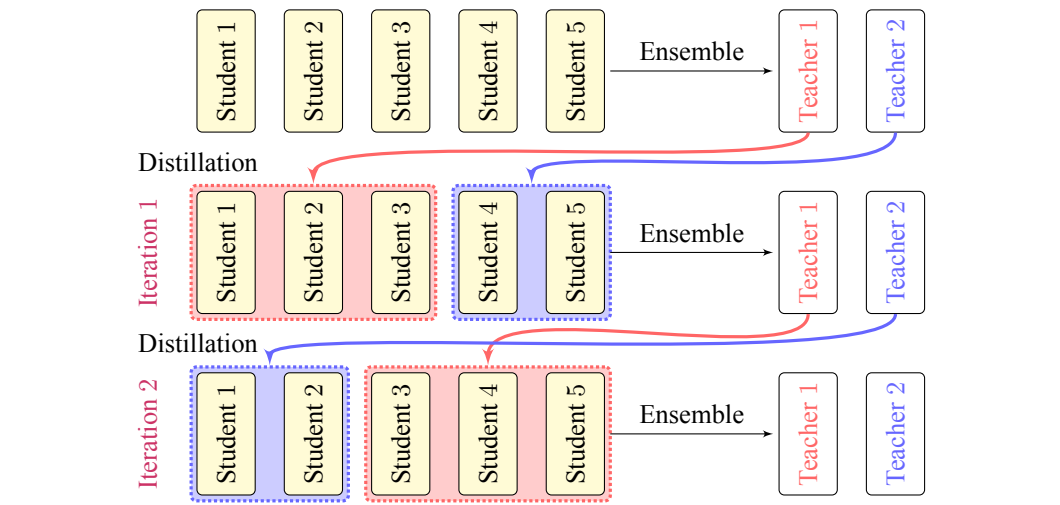 Student 1
Student 2
Student 3
Student 4
Student 5
Ensemble
Teacher 1
Teacher 2
Distillation
Iteration 1
Student 1
Student 2
Student 3
Student 4
Student 5
Ensemble
Teacher 1
Teacher 2
Distillation
Iteration 2
Student 1
Student 2
Student 3
Student 4
Student 5
Ensemble
Teacher 1
Teacher 2